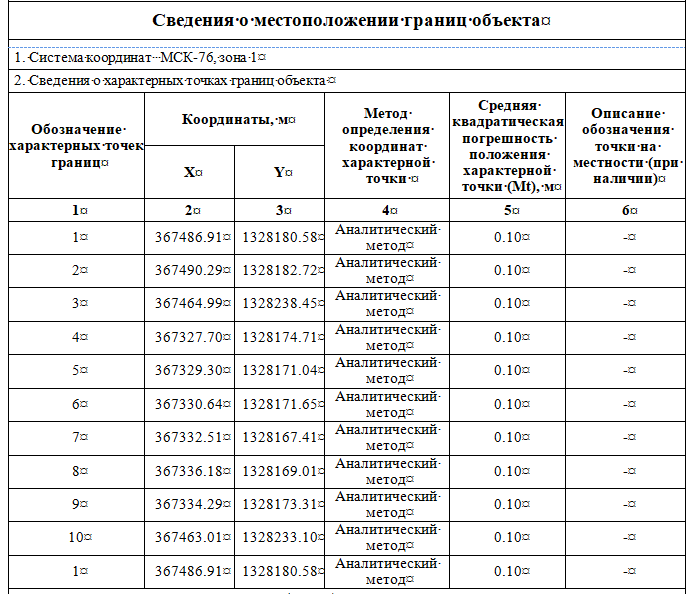 Сведения о местоположении границ объекта¤
1. Система координат МСК-76, зона 1¤
2. Сведения о характерных точках границ объекта ¤
Обозначение характерных точек границ¤
Координаты, м¤
X¤
Y¤
Метод определения координат характерной точки ¤
Средняя квадратическая погрешность положения характерной точки (Mt), м¤
Описание обозначения точки на местности (при наличии)¤
1¤ 2¤ 3¤ 4¤ 5¤ 6¤
1¤ 367486.91¤ 1328180.58¤ Аналитический метод¤ 0.10¤ -¤
2¤ 367490.29¤ 1328182.72¤ Аналитический метод¤ 0.10¤ -¤
3¤ 367464.99¤ 1328238.45¤ Аналитический метод¤ 0.10¤ -¤
4¤ 367327.70¤ 1328174.71¤ Аналитический метод¤ 0.10¤ -¤
5¤ 367329.30¤ 1328171.04¤ Аналитический метод¤ 0.10¤ -¤
6¤ 367330.64¤ 1328171.65¤ Аналитический метод¤ 0.10¤ -¤
7¤ 367332.51¤ 1328167.41¤ Аналитический метод¤ 0.10¤ -¤
8¤ 367336.18¤ 1328169.01¤ Аналитический метод¤ 0.10¤ -¤
9¤ 367334.29¤ 1328173.31¤ Аналитический метод¤ 0.10¤ -¤
10¤ 367463.01¤ 1328233.10¤ Аналитический метод¤ 0.10¤ -¤
1¤ 367486.91¤ 1328180.58¤ Аналитический метод¤ 0.10¤ -¤